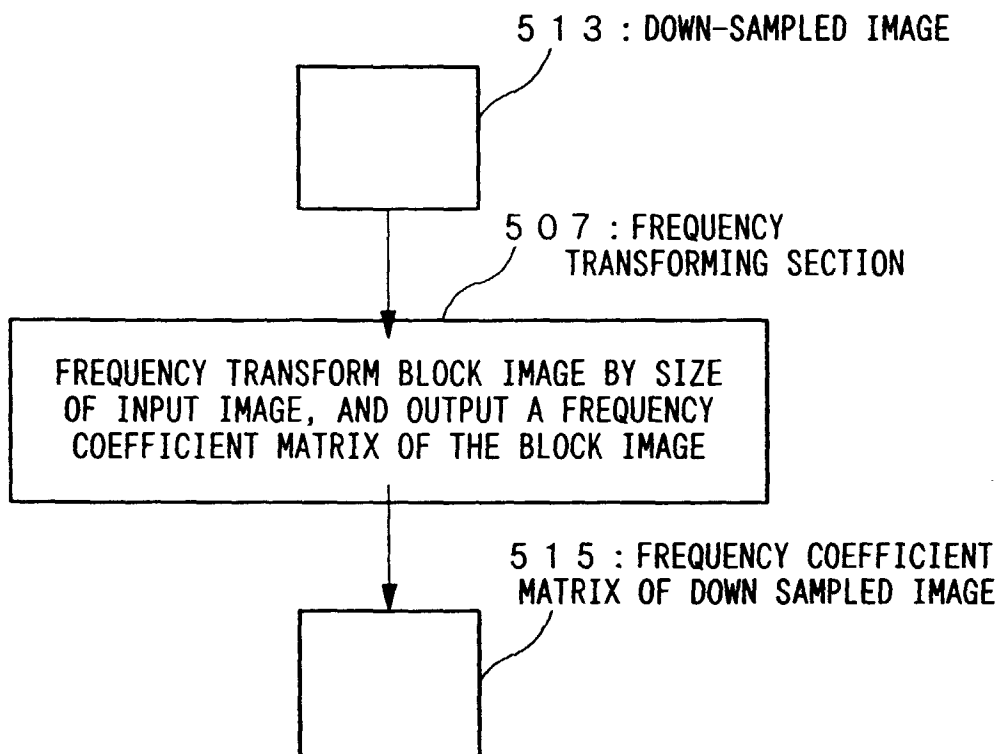 5 1 3 : DOWN-SAMPLED IMAGE
5 0 7 : FREQUENCY
TRANSFORMING SECTION
FREQUENCY TRANSFORM BLOCK IMAGE BY SIZE
OF INPUT IMAGE, AND OUTPUT A FREQUENCY
COEFFICIENT MATRIX OF THE BLOCK IMAGE
5 1 5 : FREQUENCY COEFFICIENT
MATRIX OF DOWN SAMPLED IMAGE